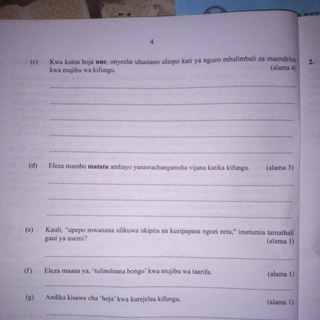 4
(c) Kwa kutoa hoja nne, onyesha uhusiano uliopo kati ya nguzo mbalimbali za maendeleo
kwa mujibu wa kifungu. (alama 4)
2.
(d) Eleza mambo matatu ambayo yanawachangamsha vijana katika kifungu. (alama 3)
(e) Kauli, “upepo mwanana ulikuwa ukipita na kuzipapasa ngozi zetu,” imetumia tamathali
gani ya usemi? (alama 1)
(f) Eleza maana ya, ‘tulinoleana bongo’ kwa mujibu wa taarifa. (alama 1)
(g) Andika kisawe cha ‘hoja’ kwa kurejelea kifungu. (alama 1)